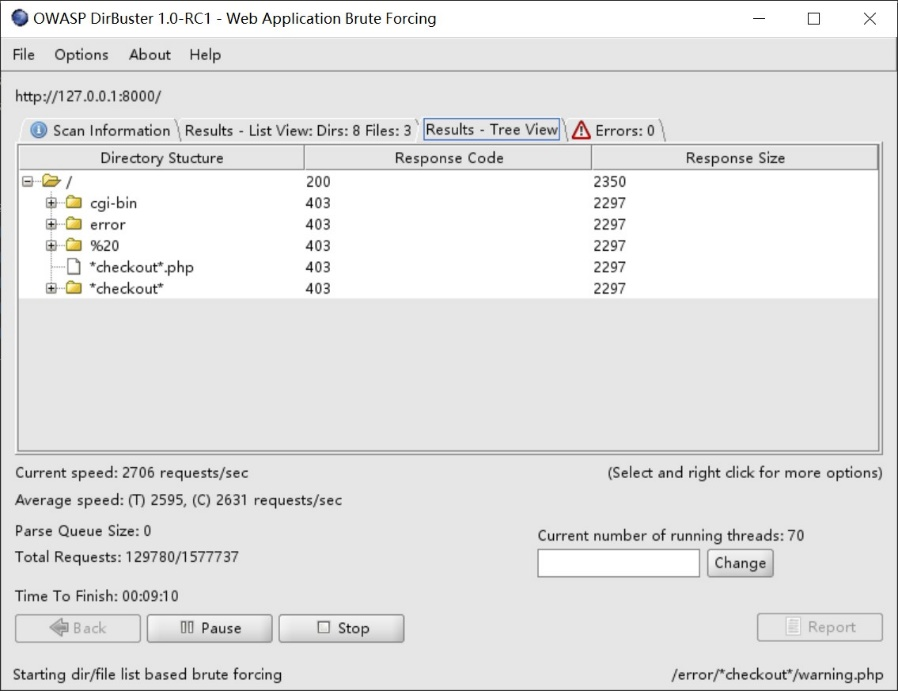 OWASP DirBuster 1.0-RC1 - Web Application Brute Forcing
File Options About Help
http://127.0.0.1:8000/
Scan Information Results - List View: Dirs: 8 Files: 3 Results - Tree View Errors: 0
Directory Stucture Response Code Response Size
/ 200 2350
cgi-bin 403 2297
error 403 2297
%20 403 2297
*checkout*.php 403 2297
*checkout* 403 2297
Current speed: 2706 requests/sec (Select and right click for more options)
Average speed: (T) 2595, (C) 2631 requests/sec
Parse Queue Size: 0
Current number of running threads: 70
Total Requests: 129780/1577737
Change
Time To Finish: 00:09:10
Back Pause Stop Report
Starting dir/file list based brute forcing /error/*checkout*/warning.php